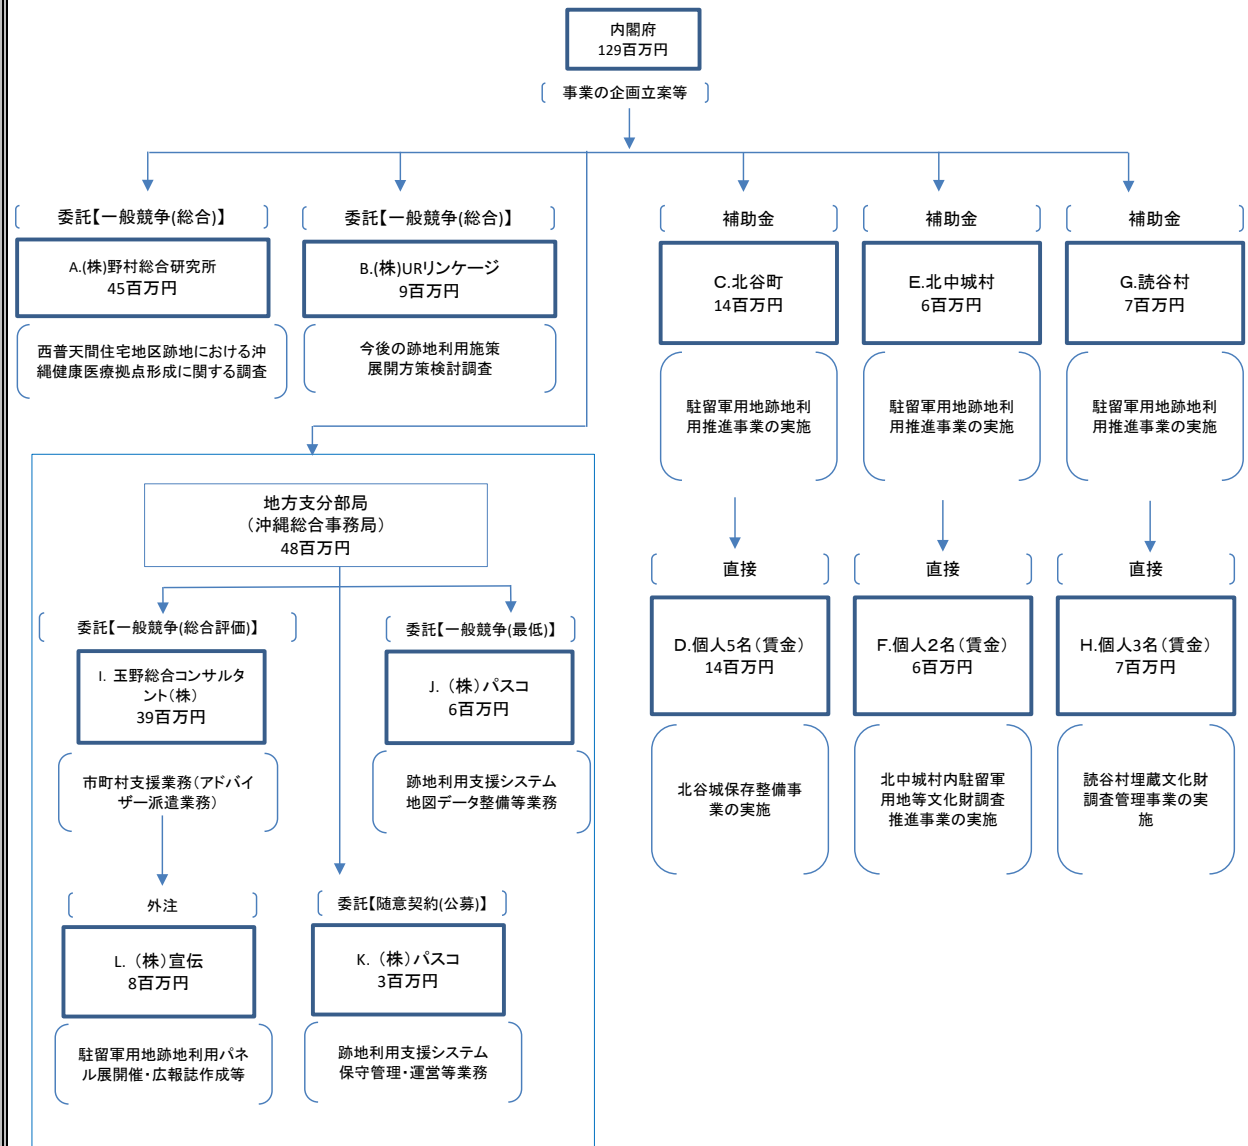 内閣府
129百万円
事業の企画立案等
委託【一般競争(総合)】
A.(株)野村総合研究所
45百万円
西普天間住宅地区跡地における沖
縄健康医療拠点形成に関する調査
委託【一般競争(総合)】
B.(株)URリンケージ
9百万円
今後の跡地利用施策
展開方策検討調査
補助金
C.北谷町
14百万円
駐留軍用地跡地利
用推進事業の実施
補助金
E.北中城村
6百万円
駐留軍用地跡地利
用推進事業の実施
補助金
G.読谷村
7百万円
駐留軍用地跡地利
用推進事業の実施
直接
D.個人5名(賃金)
14百万円
北谷城保存整備事
業の実施
直接
F.個人２名(賃金)
6百万円
北中城村内駐留軍
用地等文化財調査
推進事業の実施
直接
H.個人3名(賃金)
7百万円
読谷村埋蔵文化財
調査管理事業の実
施
地方支分部局
(沖縄総合事務局)
48百万円
委託【一般競争(総合評価)】
I. 玉野総合コンサルタ
ント(株)
39百万円
市町村支援業務(アドバイ
ザー派遣業務)
委託【一般競争(最低)】
J. (株)パスコ
6百万円
跡地利用支援システム
地図データ整備等業務
外注
L. (株)宣伝
8百万円
駐留軍用地跡地利用パネ
ル展開催・広報誌作成等
委託【随意契約(公募)】
K. (株)パスコ
3百万円
跡地利用支援システム
保守管理・運営等業務